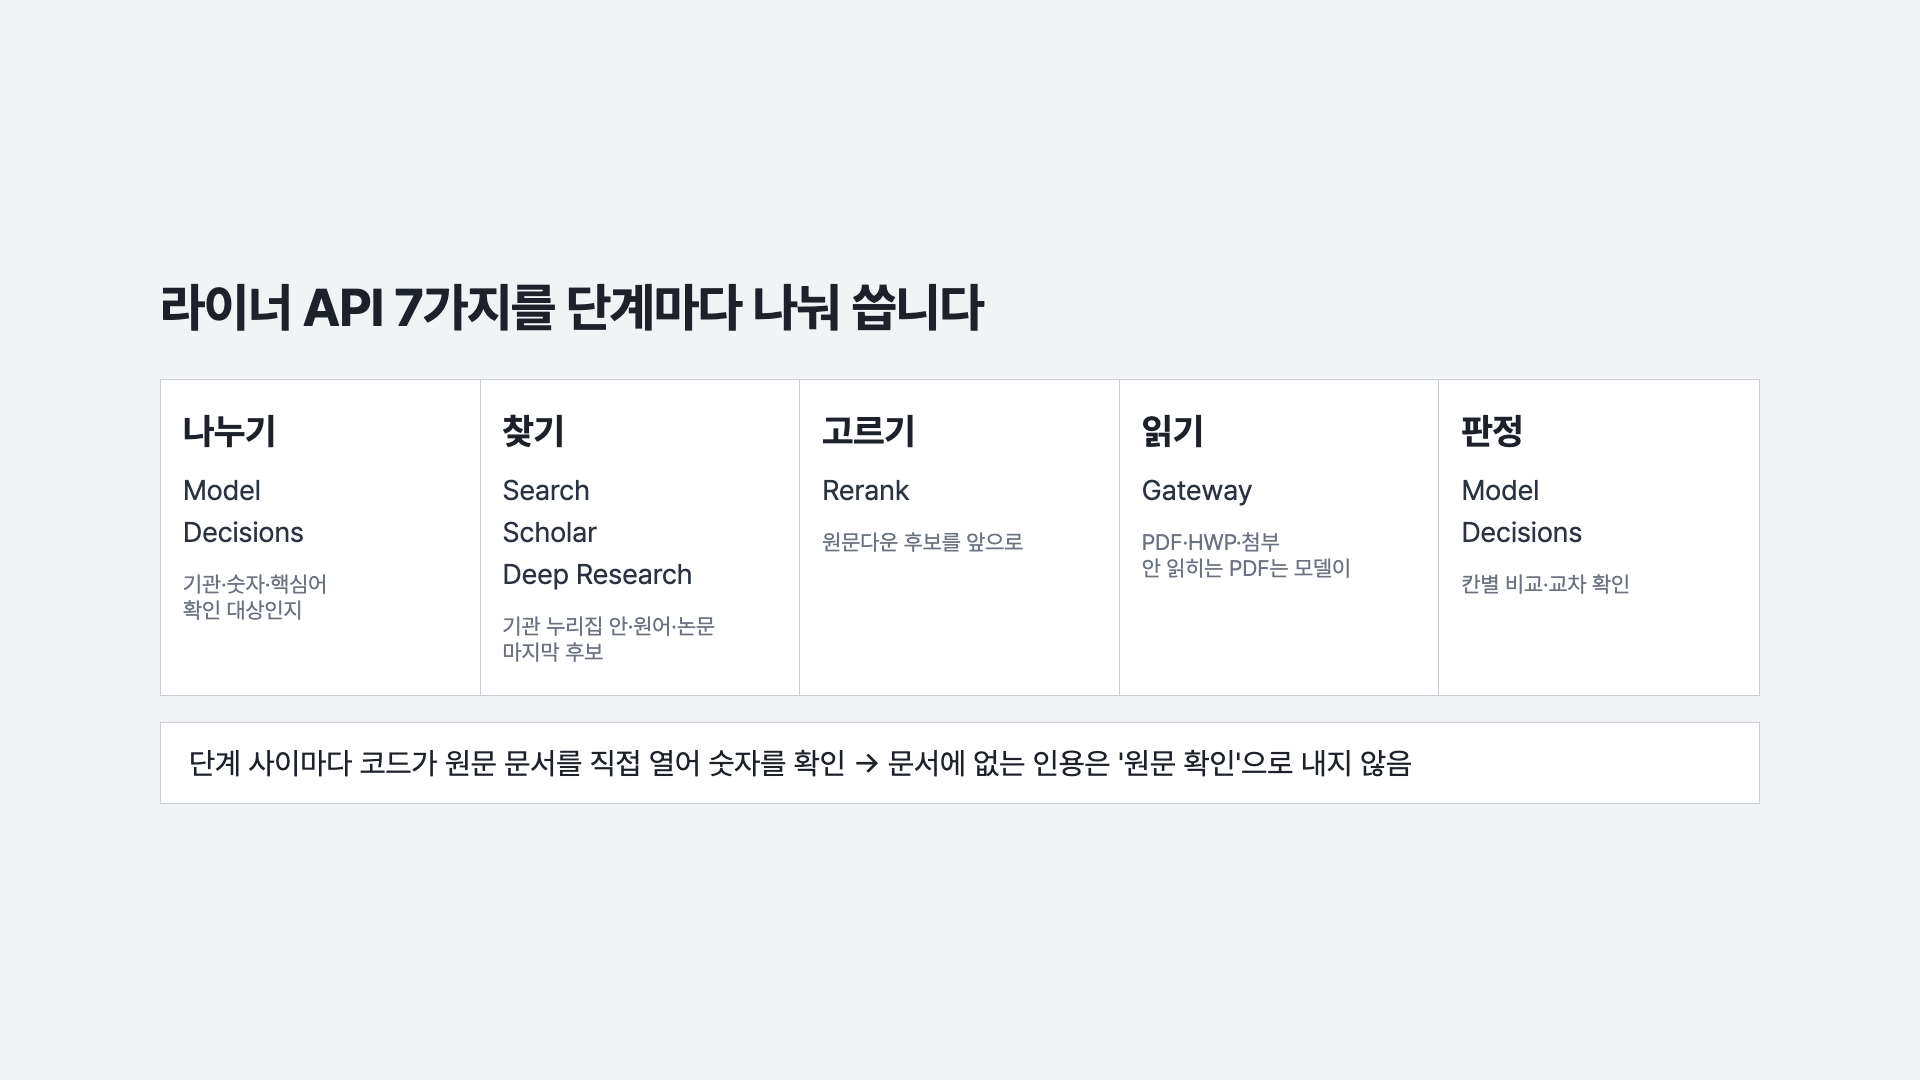 라이너 API 7가지를 단계마다 나눠 씁니다
나누기
Model
Decisions
기관·숫자·핵심어
확인 대상인지
찾기
Search
Scholar
Deep Research
기관 누리집 안·원어·논문
마지막 후보
고르기
Rerank
원문다운 후보를 앞으로
읽기
Gateway
PDF·HWP·첨부
안 읽히는 PDF는 모델이
판정
Model
Decisions
칸별 비교·교차 확인
단계 사이마다 코드가 원문 문서를 직접 열어 숫자를 확인 → 문서에 없는 인용은 '원문 확인'으로 내지 않음